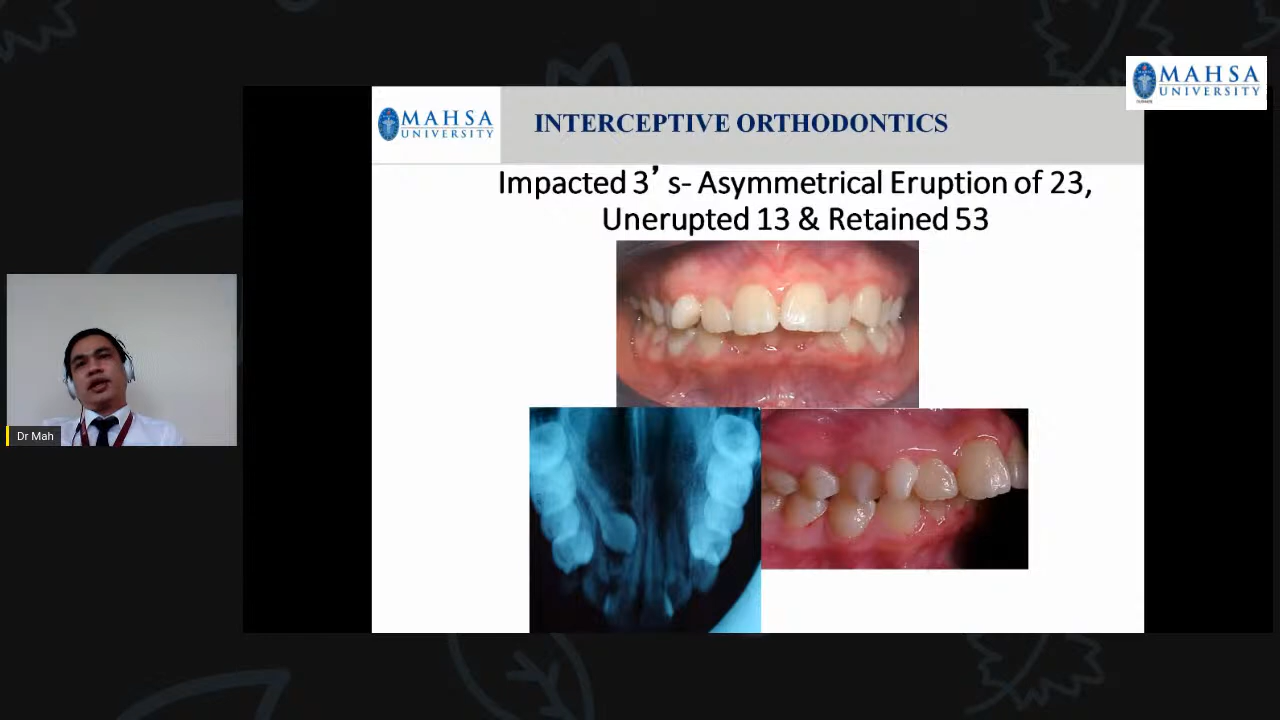 MAHSA
UNIVERSITY
MAHSA
UNIVERSITY
INTERCEPTIVE ORTHODONTICS
Impacted 3’s- Asymmetrical Eruption of 23,
Unerupted 13 & Retained 53
Dr Mah